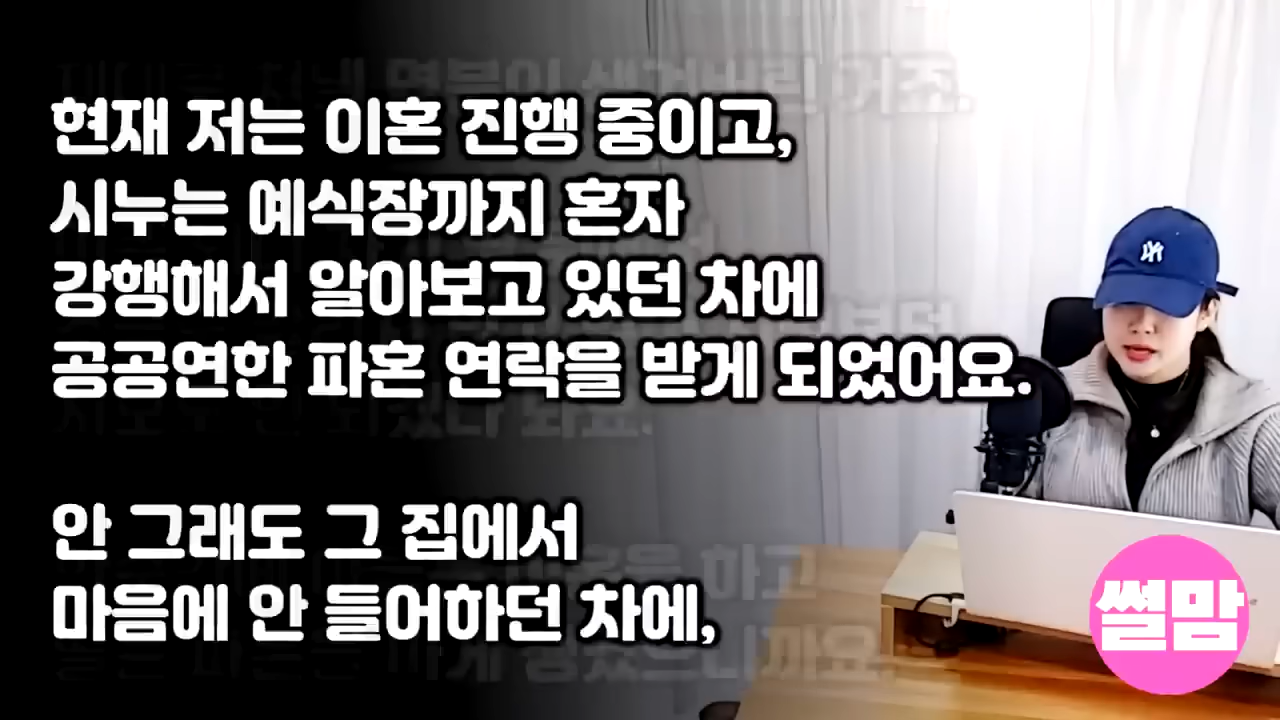 현재 저는 이혼 진행 중이고,
시누는 예식장까지 혼자
강행해서 알아보고 있던 차에
공공연한 파혼 연락을 받게 되었어요.
안 그래도 그 집에서
마음에 안 들어하던 차에,
NY
썰맘